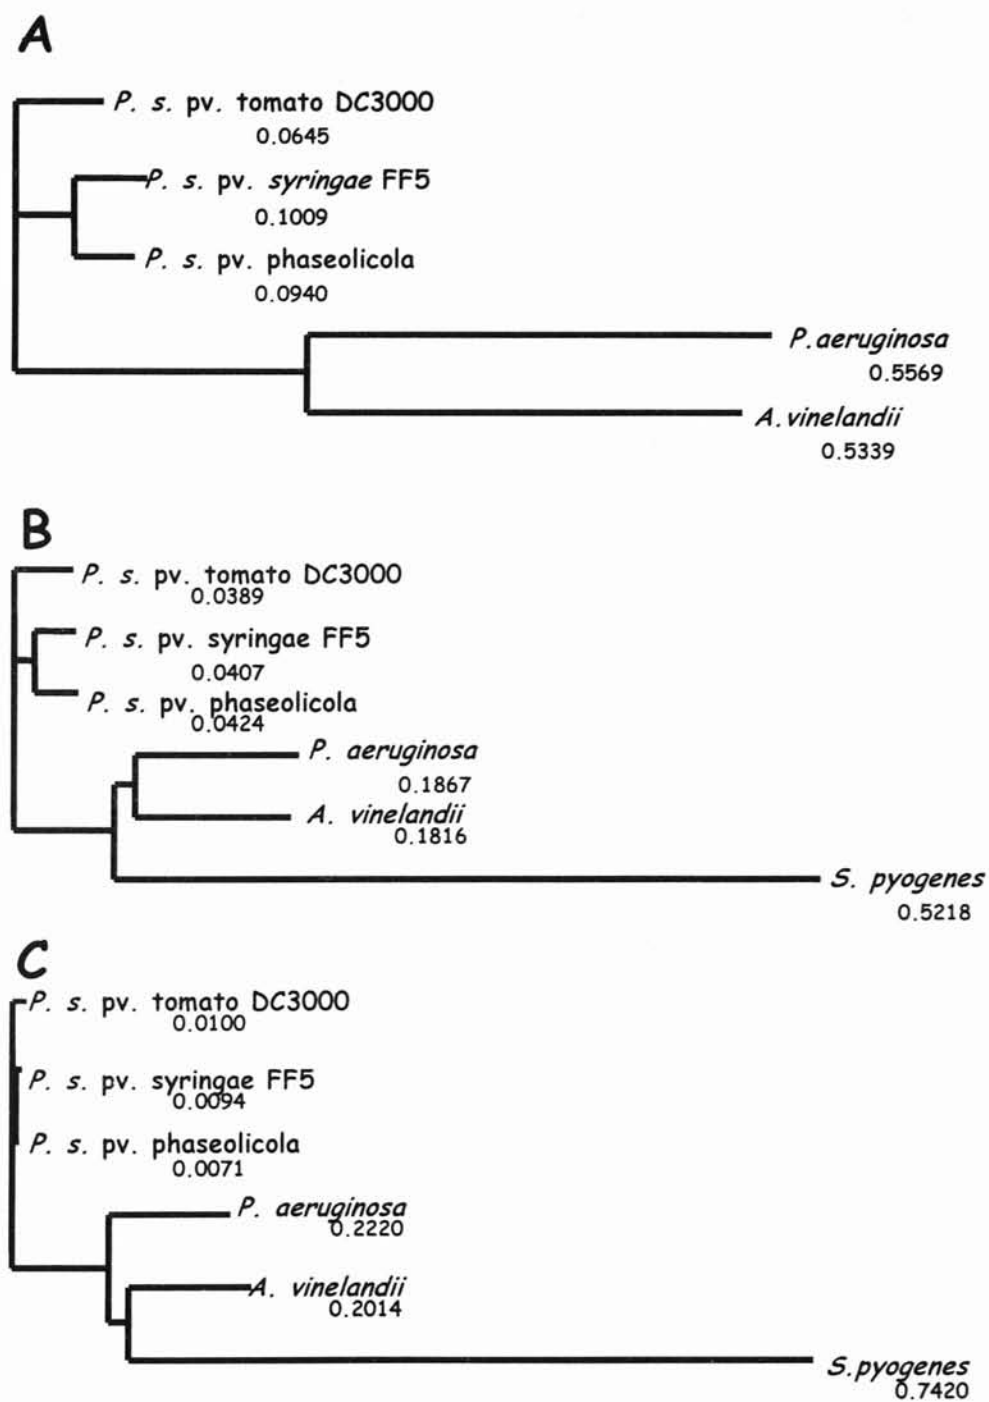 A
P. s. pv. tomato DC3000
0.0645
P. s. pv. syringae FF5
0.1009
P. s. pv. phaseolicola
0.0940
P.aeruginosa
0.5569
A.vinelandii
0.5339
B
P. s. pv. tomato DC3000
0.0389
P. s. pv. syringae FF5
0.0407
P. s. pv. phaseolicola
0.0424
P. aeruginosa
0.1867
A. vinelandii
0.1816
S. pyogenes
0.5218
C
P. s. pv. tomato DC3000
0.0100
P. s. pv. syringae FF5
0.0094
P. s. pv. phaseolicola
0.0071
P. aeruginosa
0.2220
A. vinelandii
0.2014
S.pyogenes
0.7420